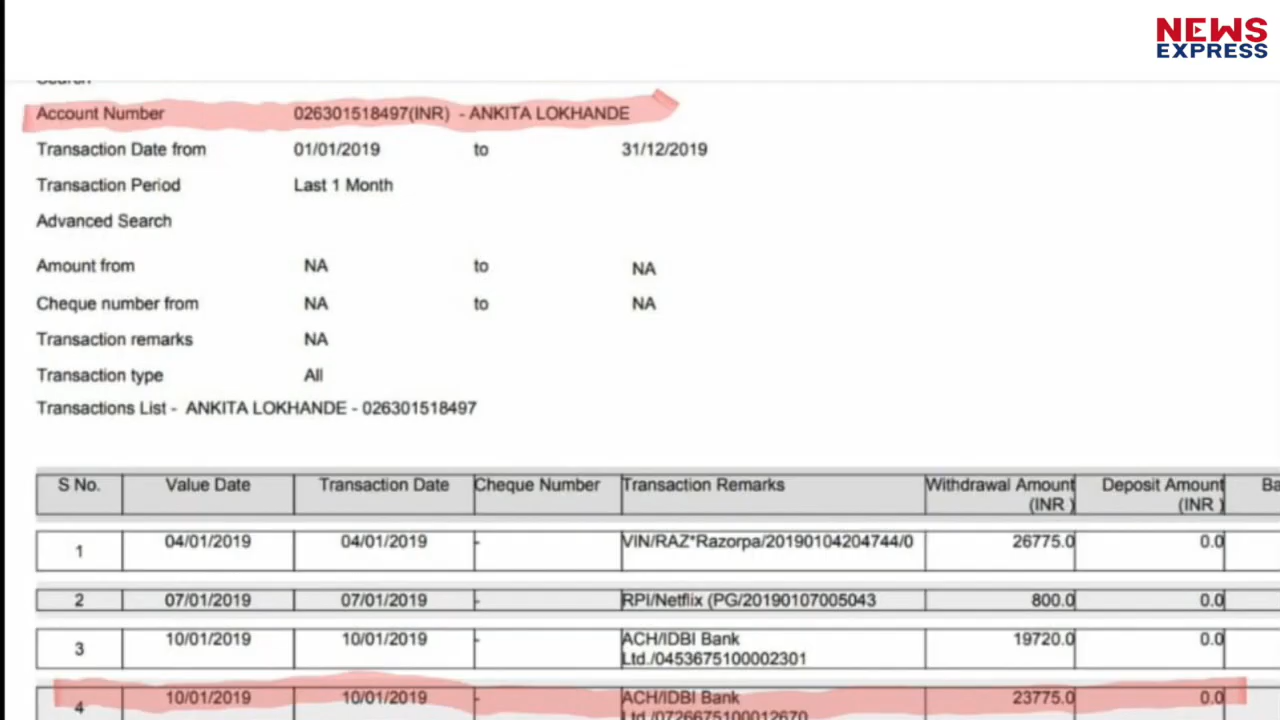 NEWS
EXPRESS
Search
Account Number 026301518497(INR) - ANKITA LOKHANDE
Transaction Date from 01/01/2019 to 31/12/2019
Transaction Period Last 1 Month
Advanced Search
Amount from NA to NA
Cheque number from NA to NA
Transaction remarks NA
Transaction type All
Transactions List - ANKITA LOKHANDE - 026301518497
S No. Value Date Transaction Date Cheque Number Transaction Remarks Withdrawal Amount Deposit Amount Ba
(INR ) (INR )
1 04/01/2019 04/01/2019 - VIN/RAZ*Razorpa/20190104204744/0 26775.0 0.0
2 07/01/2019 07/01/2019 - RPI/Netflix (PG/20190107005043 800.0 0.0
3 10/01/2019 10/01/2019 - ACH/IDBI Bank 19720.0 0.0
Ltd./0453675100002301
4 10/01/2019 10/01/2019 - ACH/IDBI Bank 23775.0 0.0
Ltd./0726675100012670